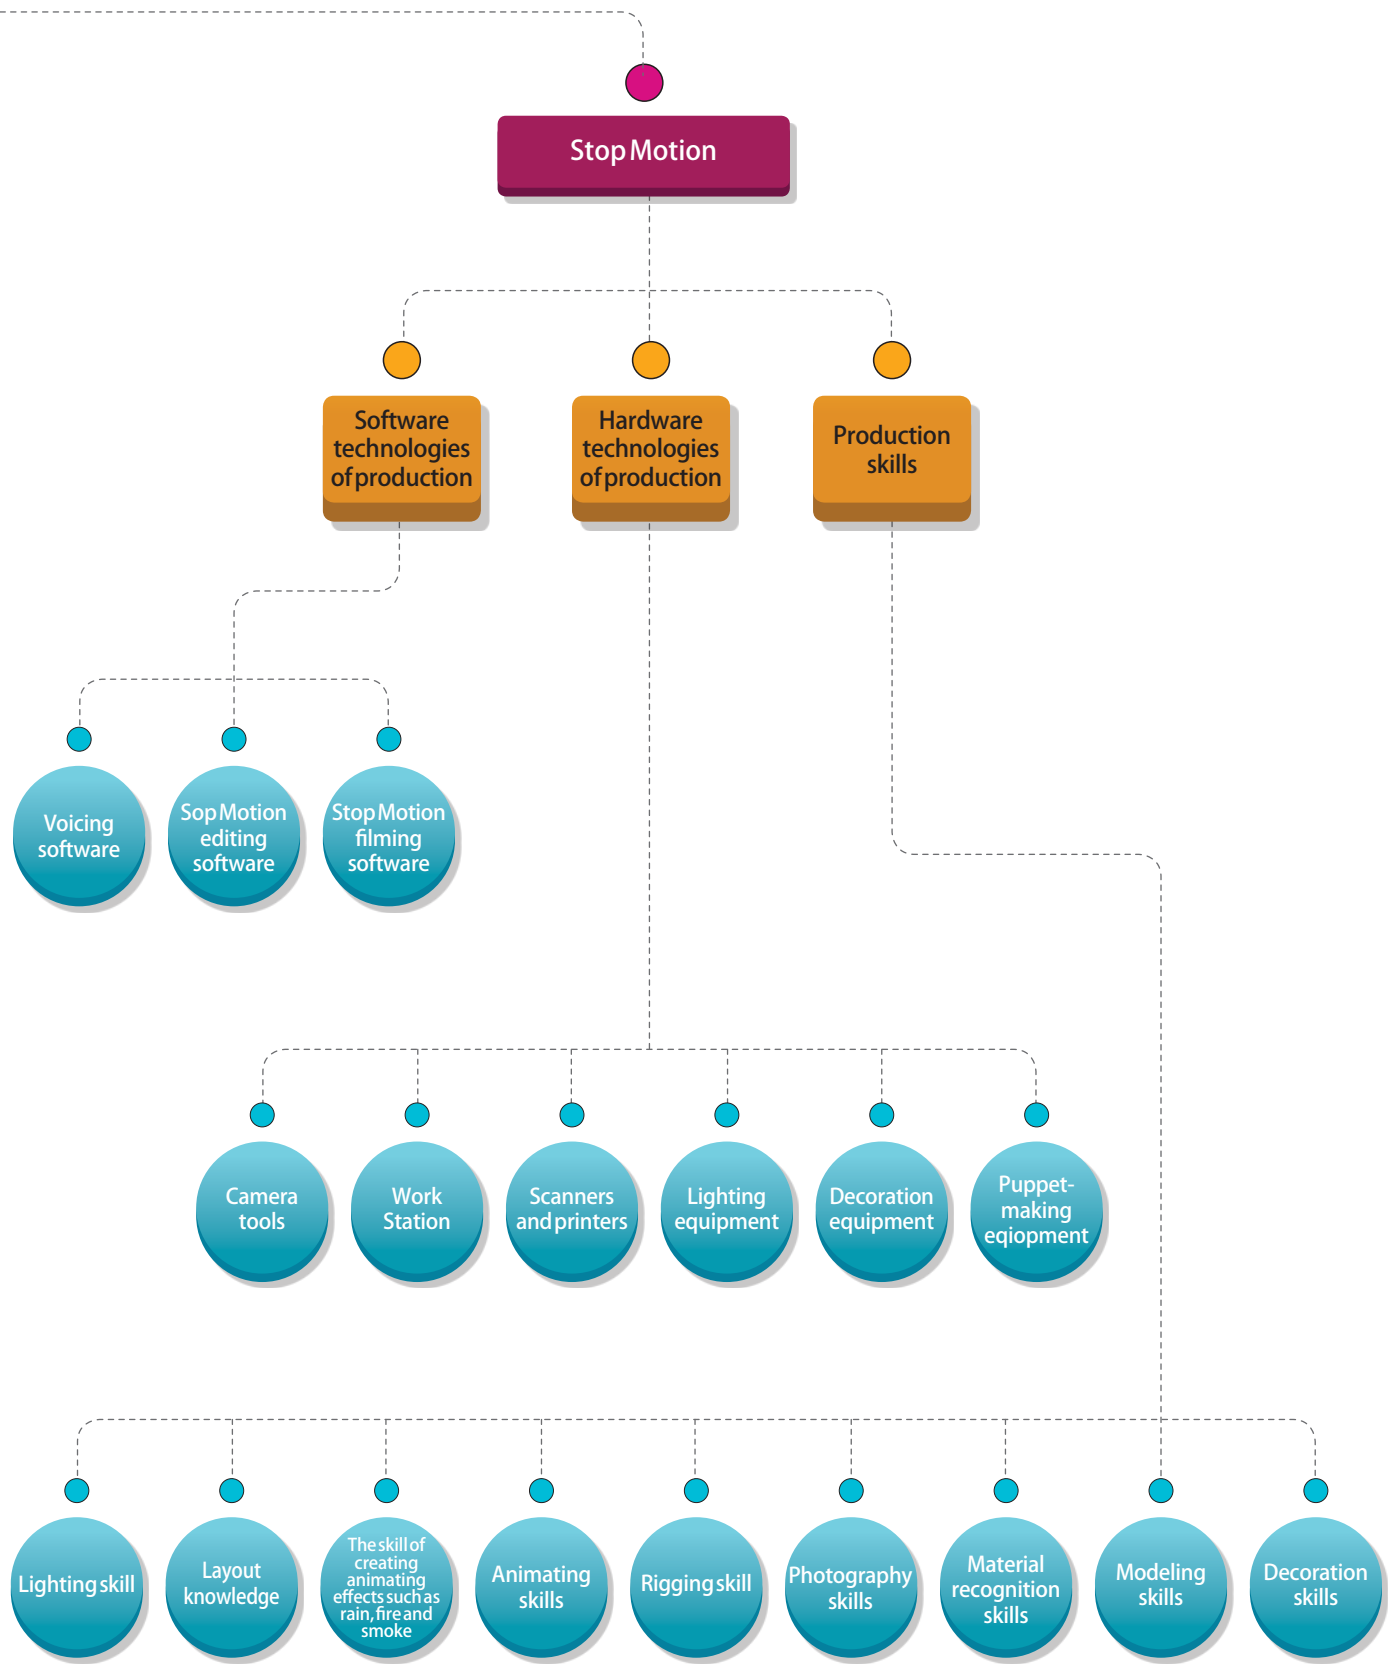 Stop Motion
Software
technologies
of production
Hardware
technologies
of production
Production
skills
Voicing
software
Sop Motion
editing
software
Stop Motion
filming
software
Camera
tools
Work
Station
Scanners
and printers
Lighting
equipment
Decoration
equipment
Puppet-
making
eqiopment
Lighting skill
Layout
knowledge
The skill of
creating
animating
effects such as
rain, fire and
smoke
Animating
skills
Rigging skill
Photography
skills
Material
recognition
skills
Modeling
skills
Decoration
skills